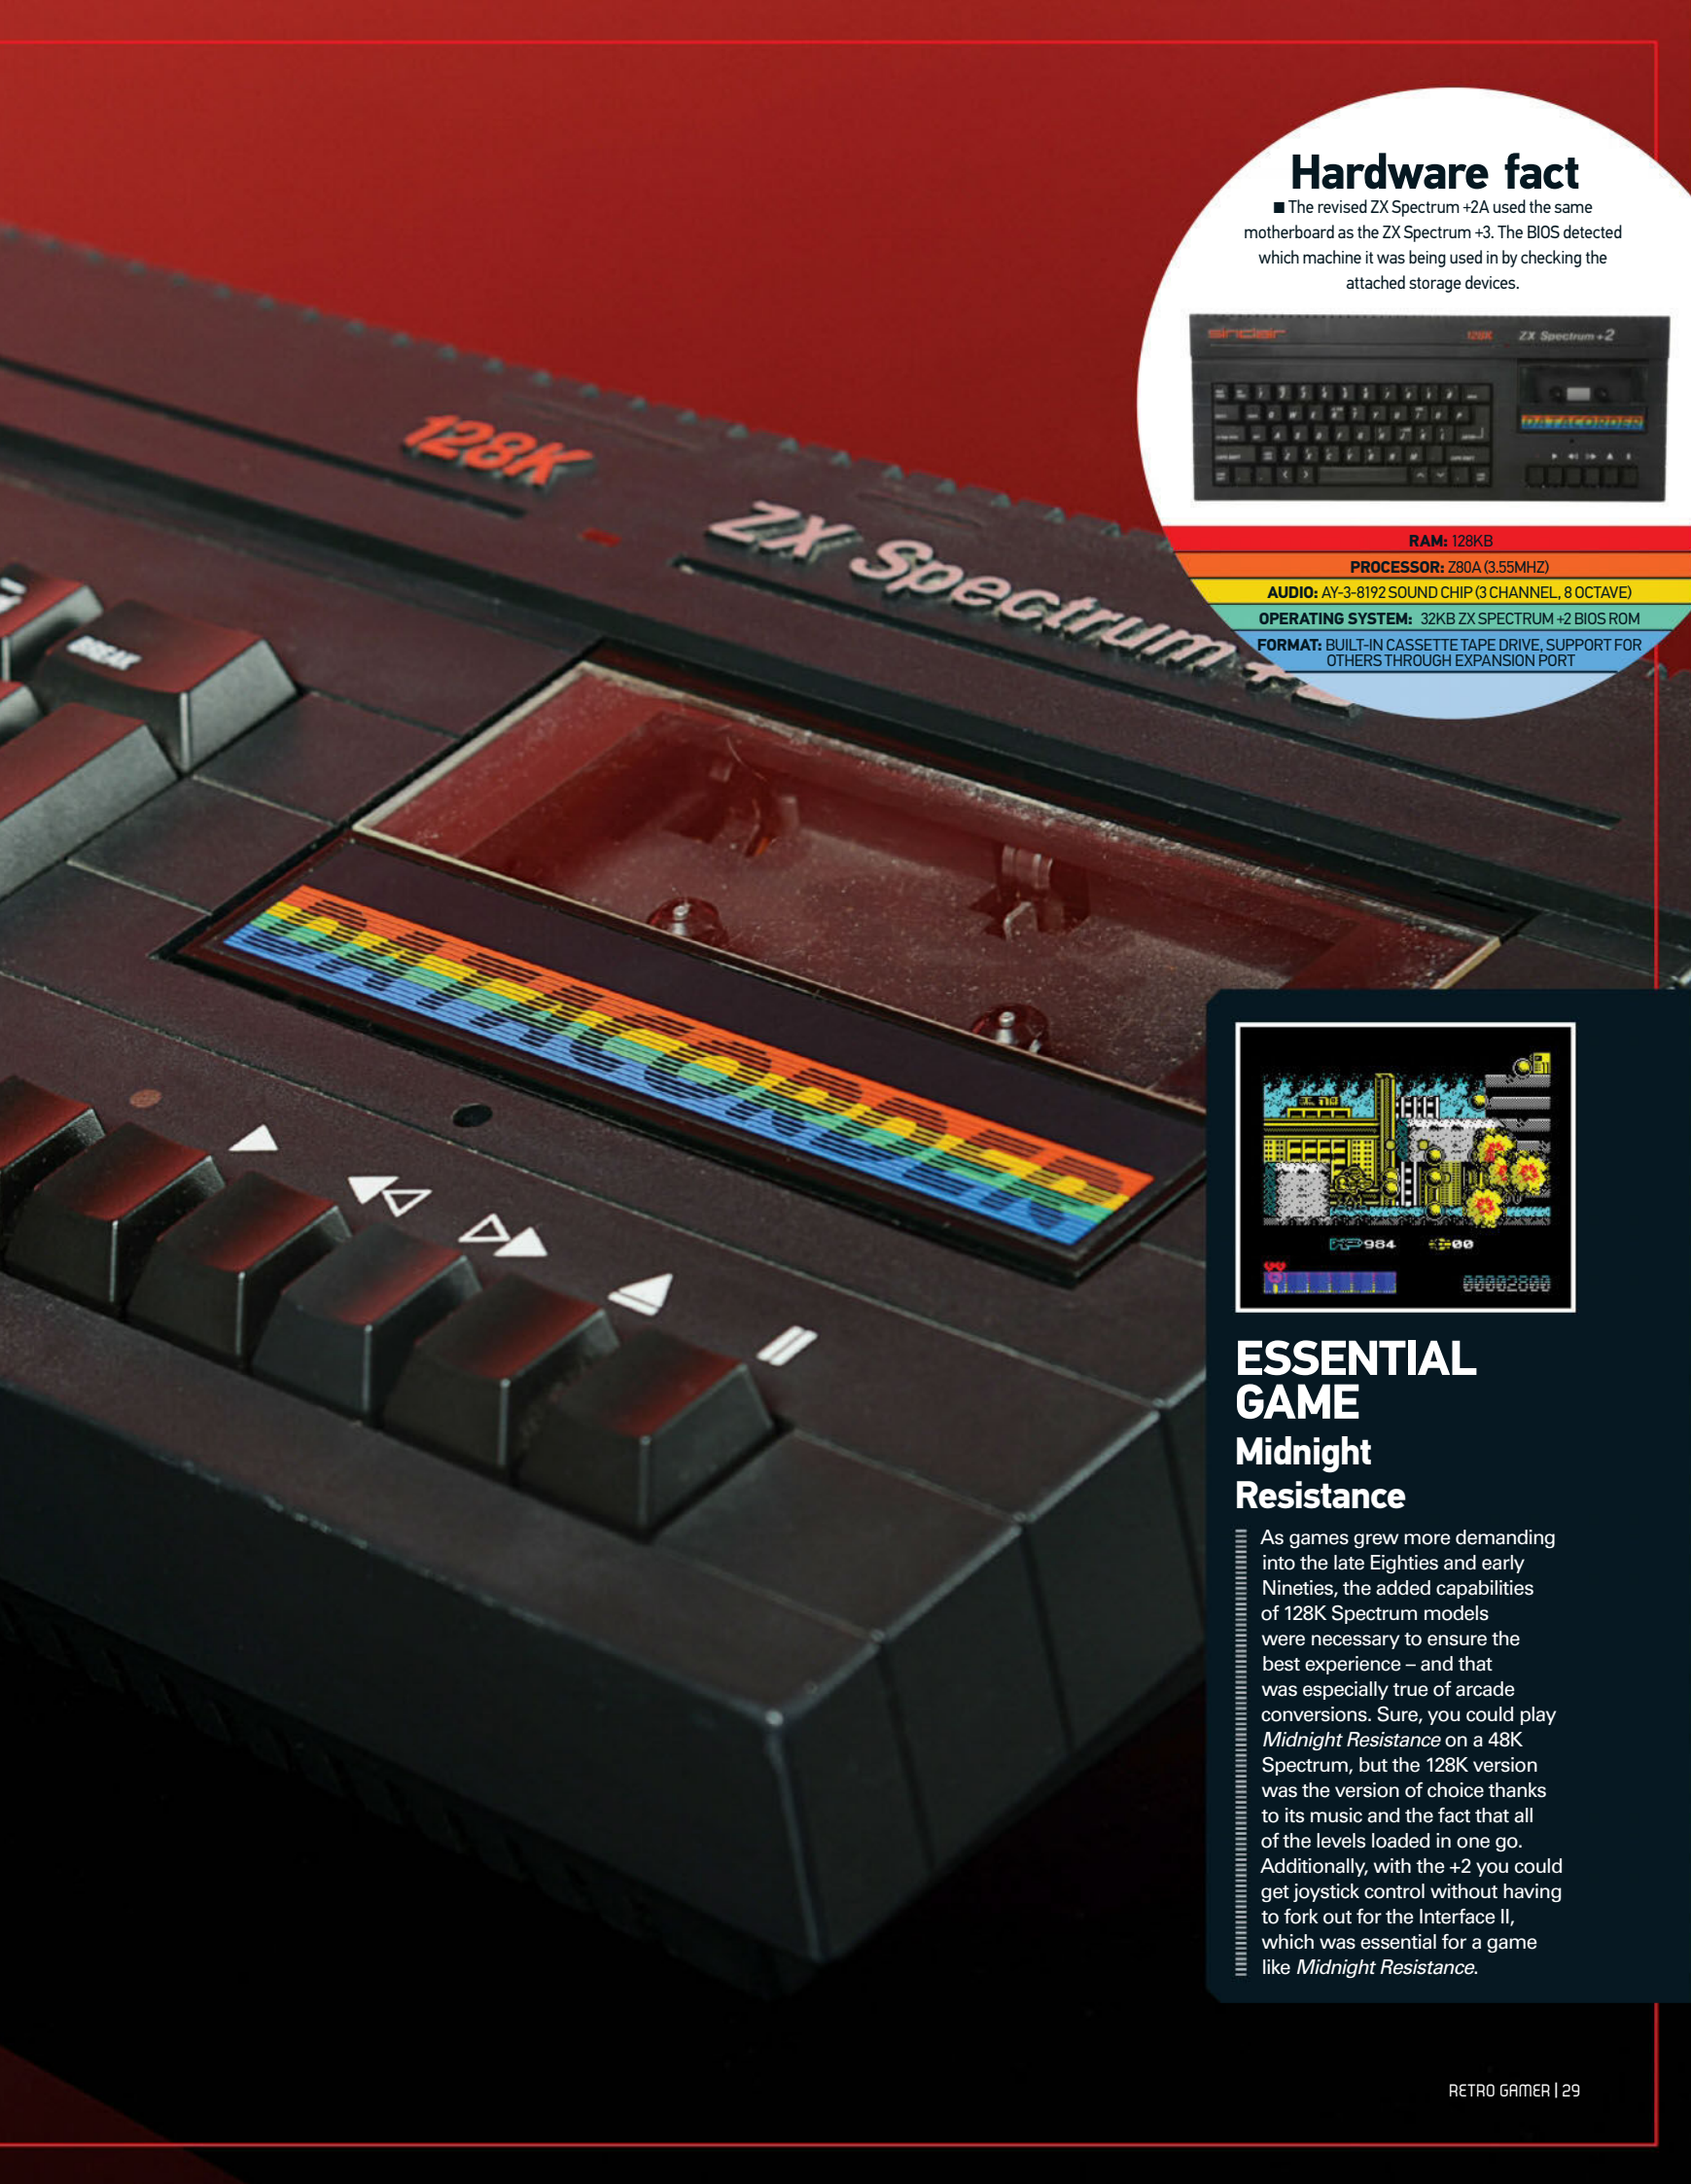 Hardware fact
■ The revised ZX Spectrum +2A used the same
motherboard as the ZX Spectrum +3. The BIOS detected
which machine it was being used in by checking the
attached storage devices.
sinclair 128K ZX Spectrum +2
DATACORDER
RAM: 128KB
PROCESSOR: Z80A (3.55MHZ)
AUDIO: AY-3-8192 SOUND CHIP (3 CHANNEL, 8 OCTAVE)
OPERATING SYSTEM: 32KB ZX SPECTRUM +2 BIOS ROM
FORMAT: BUILT-IN CASSETTE TAPE DRIVE, SUPPORT FOR
OTHERS THROUGH EXPANSION PORT
128K
ZX Spectrum +2
BREAK
DATACORDER
984 00
00002800
ESSENTIAL
GAME
Midnight
Resistance
As games grew more demanding
into the late Eighties and early
Nineties, the added capabilities
of 128K Spectrum models
were necessary to ensure the
best experience – and that
was especially true of arcade
conversions. Sure, you could play
Midnight Resistance on a 48K
Spectrum, but the 128K version
was the version of choice thanks
to its music and the fact that all
of the levels loaded in one go.
Additionally, with the +2 you could
get joystick control without having
to fork out for the Interface II,
which was essential for a game
like Midnight Resistance.
RETRO GAMER | 29